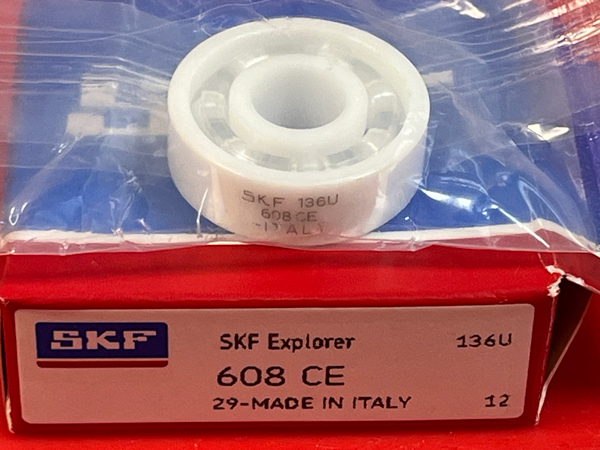 SKF 136U
608 CE
ITALY
SKF
SKF Explorer
136U
608 CE
29-MADE IN ITALY
12